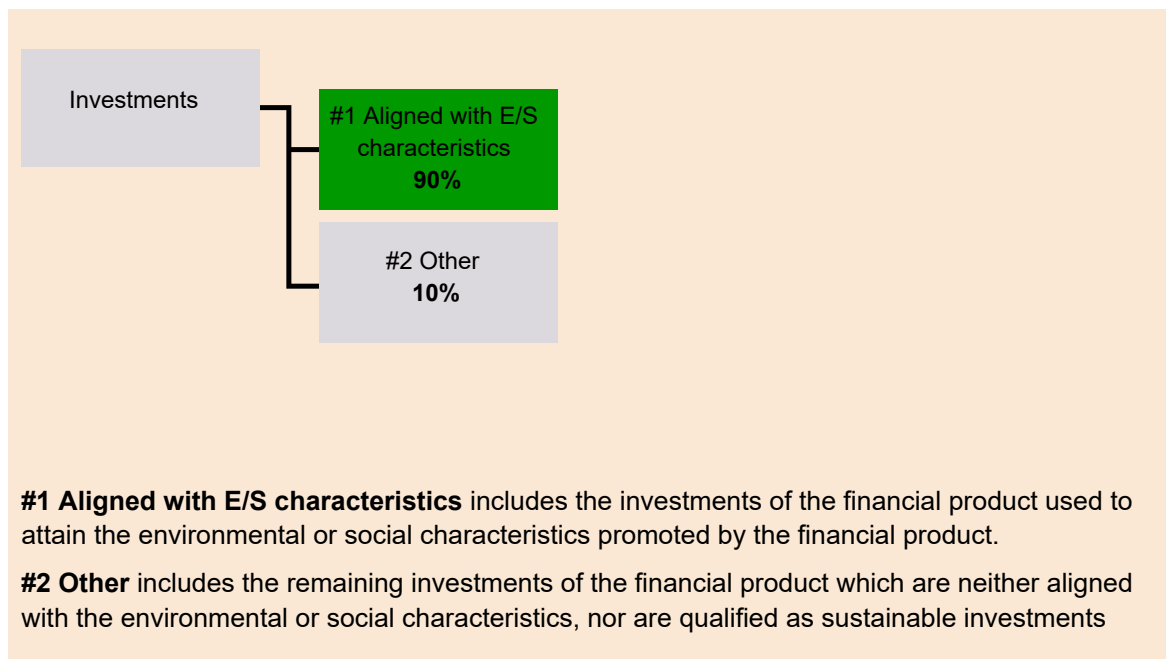 Investments
#1 Aligned with E/S
characteristics
90%
#2 Other
10%
#1 Aligned with E/S characteristics includes the investments of the financial product used to
attain the environmental or social characteristics promoted by the financial product.
#2 Other includes the remaining investments of the financial product which are neither aligned
with the environmental or social characteristics, nor are qualified as sustainable investments